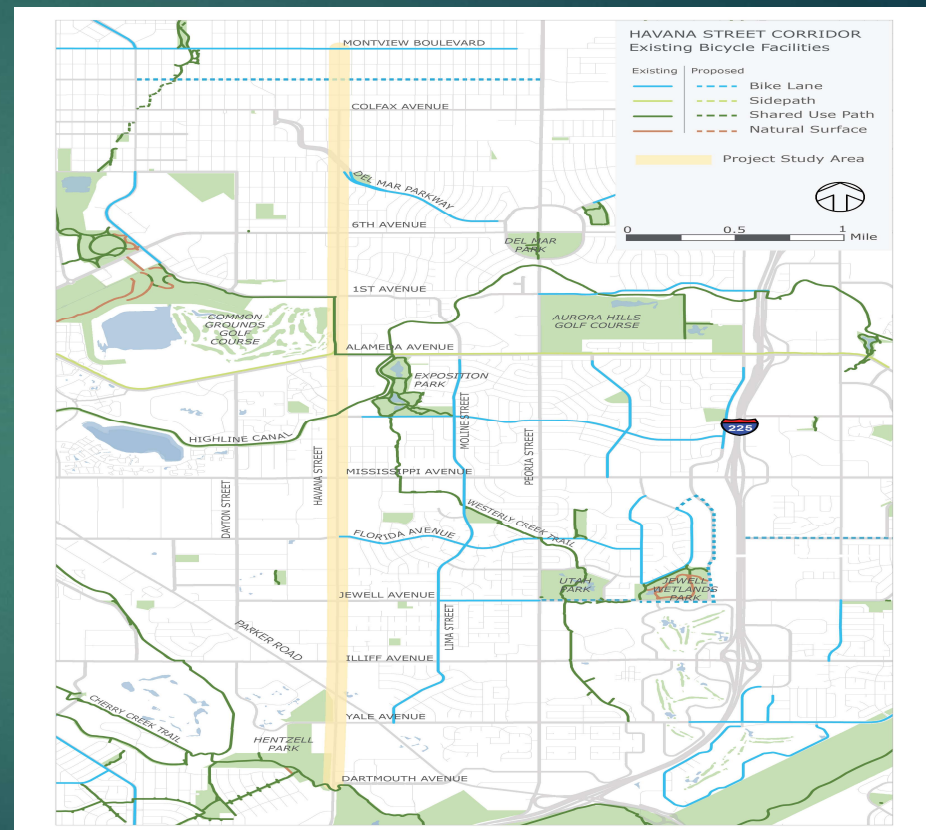 HAVANA STREET CORRIDOR
Existing Bicycle Facilities
Existing Proposed
Bike Lane
Sidepath
Shared Use Path
Natural Surface
Project Study Area
0 0.5 1
Mile
MONTVIEW BOULEVARD
COLFAX AVENUE
DEL MAR PARKWAY
6TH AVENUE
DEL MAR
PARK
1ST AVENUE
COMMON
GROUNDS
GOLF
COURSE
AURORA HILLS
GOLF COURSE
ALAMEDA AVENUE
EXPOSITION
PARK
MOLINE STREET
225
HIGHLINE CANAL
PEORIA STREET
HAVANA STREET
MISSISSIPPI AVENUE
DAYTON STREET
WESTERLY CREEK TRAIL
FLORIDA AVENUE
UTAH
PARK
JEWELL
WETLANDS
PARK
JEWELL AVENUE
LIMA STREET
PARKER ROAD
ILIFF AVENUE
CHERRY CREEK TRAIL
YALE AVENUE
HENTZELL
PARK
DARTMOUTH AVENUE